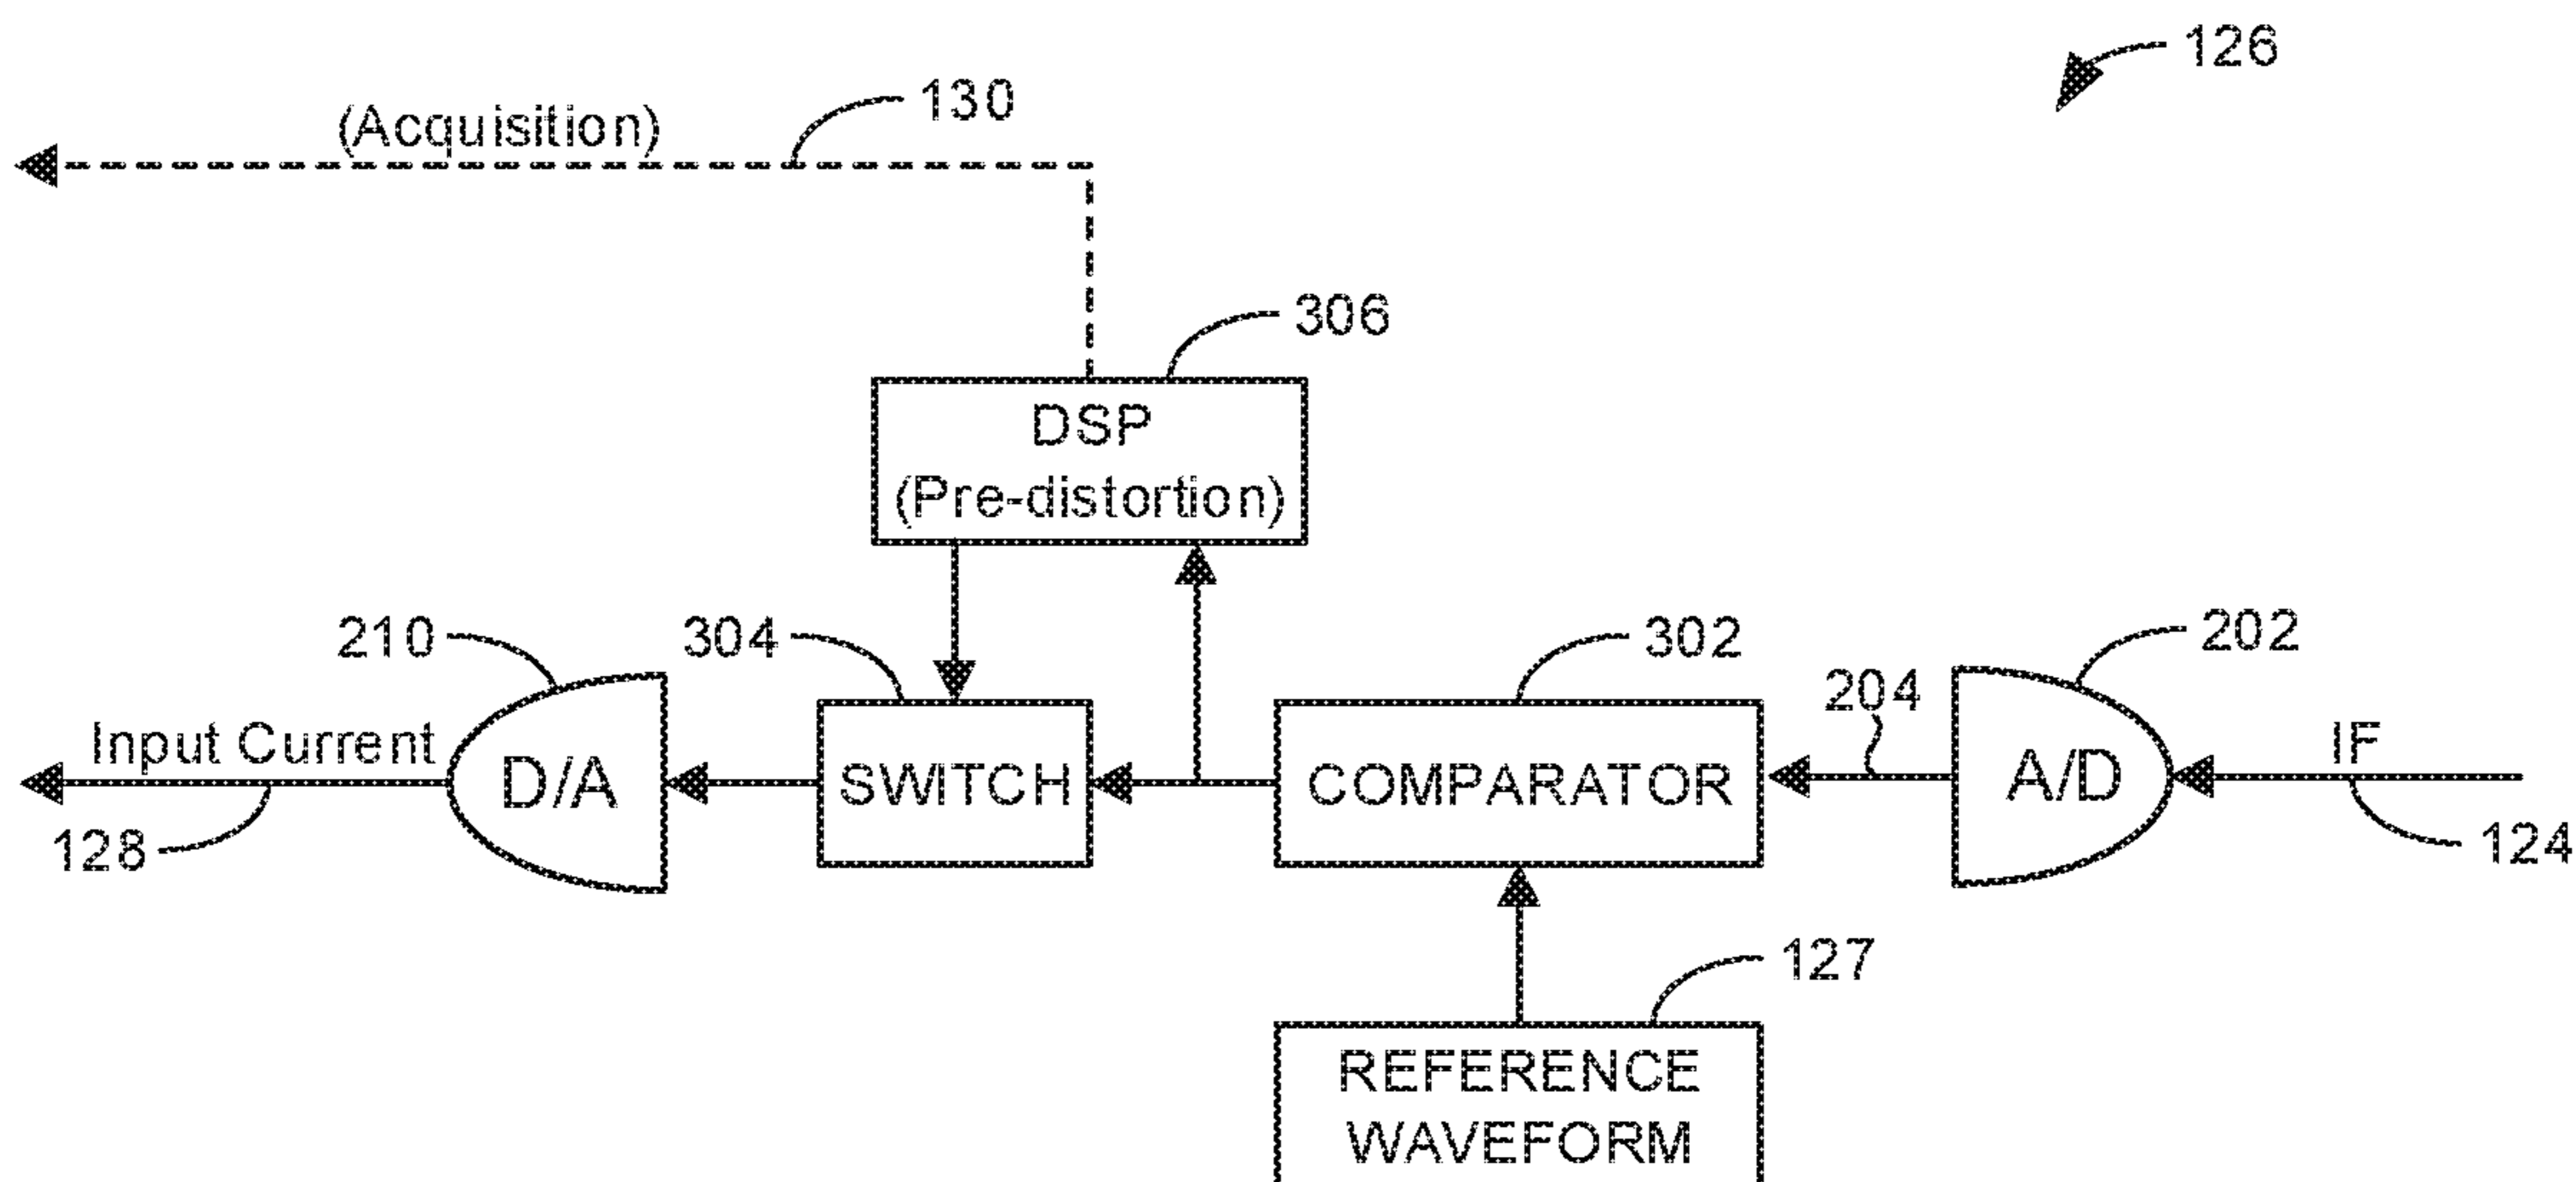 126
130
(Acquisition)
306
DSP
(Pre-distortion)
210
304
302
202
204
Input Current
D/A
SWITCH
COMPARATOR
A/D
IF
128
124
127
REFERENCE
WAVEFORM